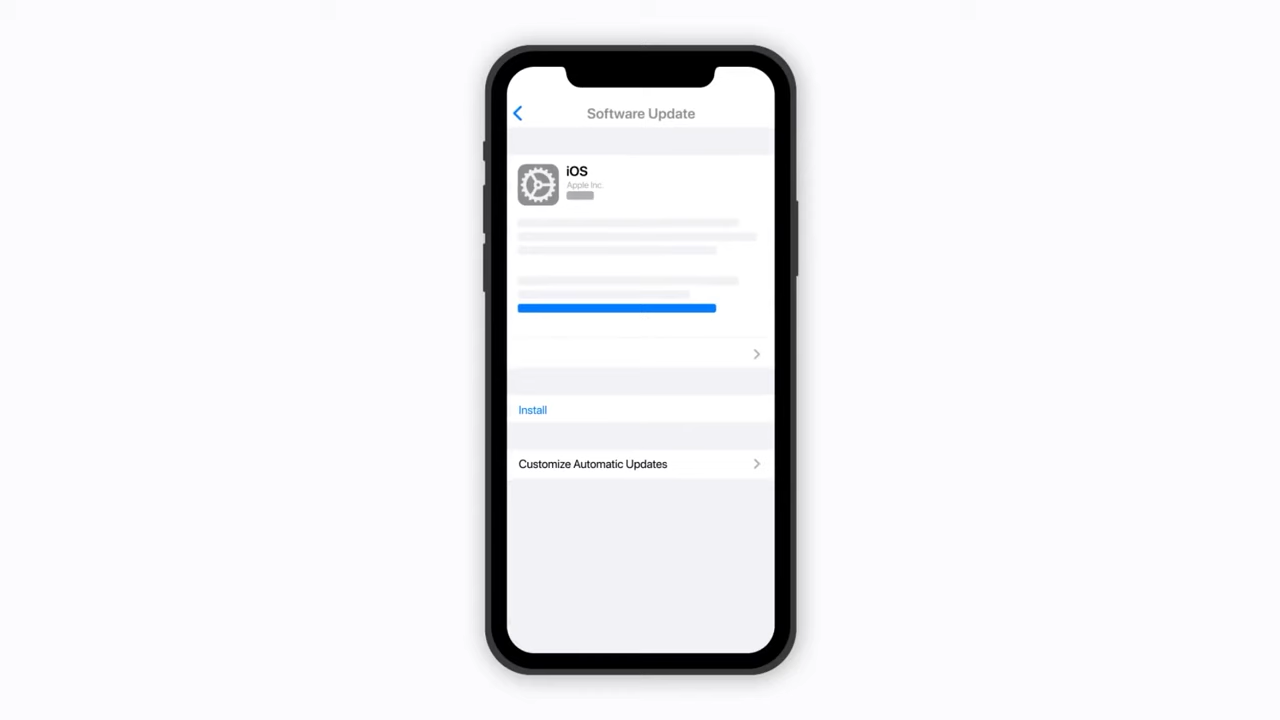 Software Update
iOS
Apple Inc.
Install
Customize Automatic Updates